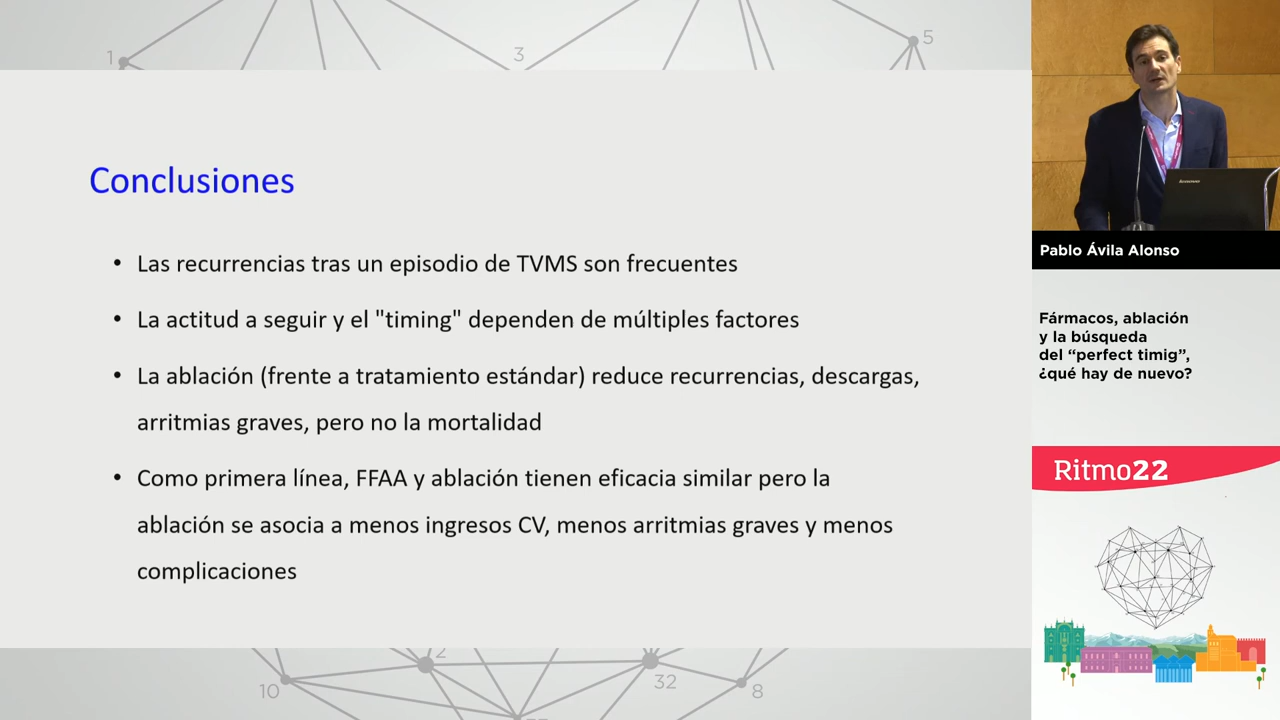 1
3
5
Conclusiones
• Las recurrencias tras un episodio de TVMS son frecuentes
• La actitud a seguir y el "timing" dependen de múltiples factores
• La ablación (frente a tratamiento estándar) reduce recurrencias, descargas,
arritmias graves, pero no la mortalidad
• Como primera línea, FFAA y ablación tienen eficacia similar pero la
ablación se asocia a menos ingresos CV, menos arritmias graves y menos
complicaciones
10
2
32
8
Pablo Ávila Alonso
Fármacos, ablación
y la búsqueda
del “perfect timig”,
¿qué hay de nuevo?
Ritmo22